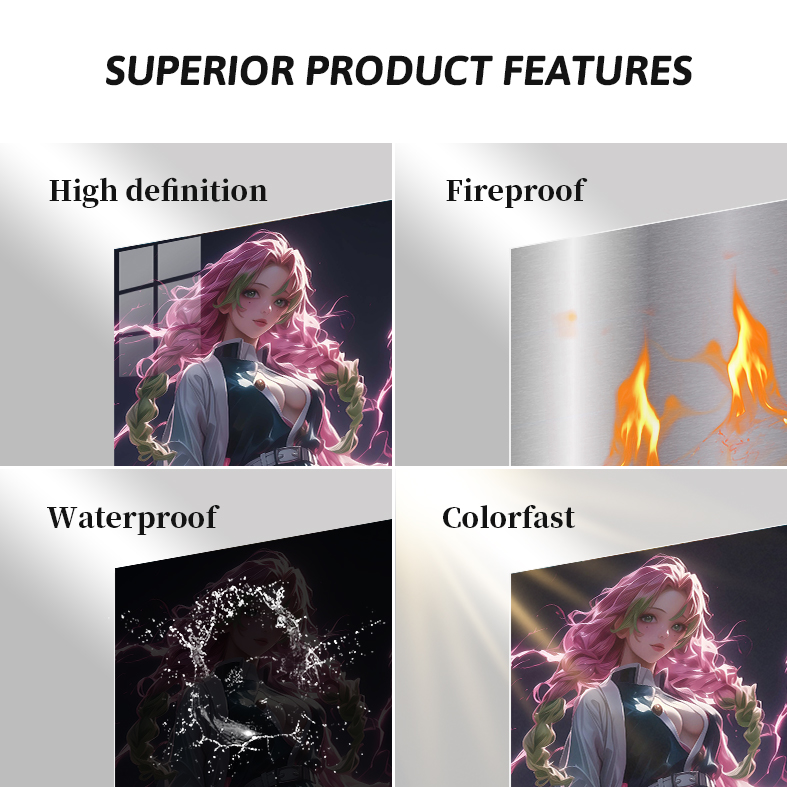 SUPERIOR PRODUCT FEATURES
High definition
Fireproof
Waterproof
Colorfast